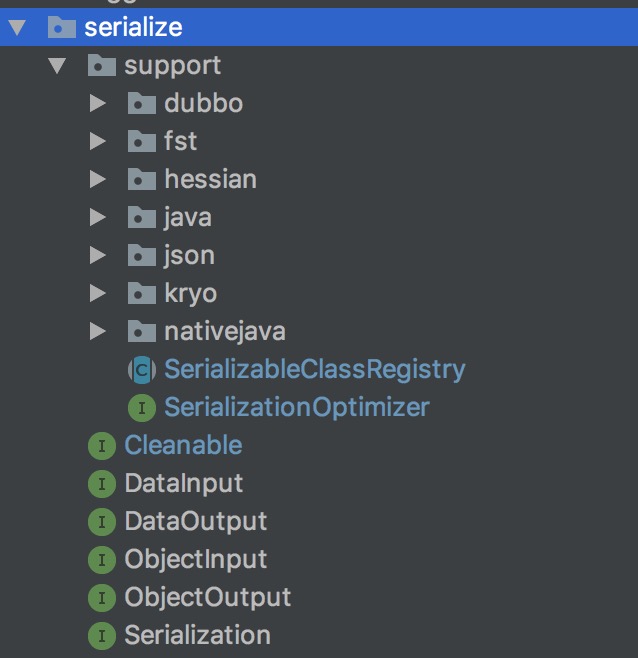 serialize
support
dubbo
fst
hessian
java
json
kryo
nativejava
C SerializableClassRegistry
I SerializationOptimizer
I Cleanable
I DataInput
I DataOutput
I ObjectInput
I ObjectOutput
I Serialization